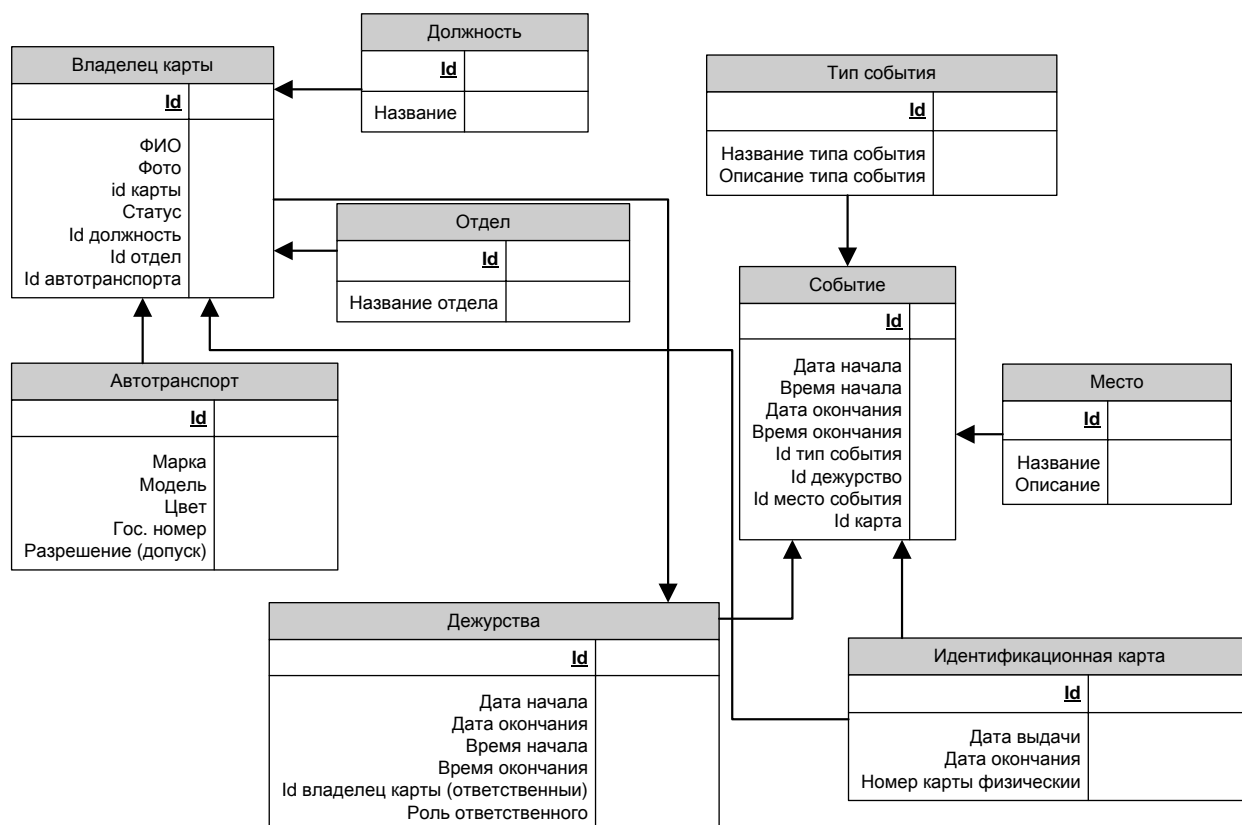 Должность
Id
Название
Владелец карты
Id
ФИО
Фото
id карты
Статус
Id должность
Id отдел
Id автотранспорта
Тип события
Id
Название типа события
Описание типа события
Отдел
Id
Название отдела
Событие
Id
Дата начала
Время начала
Дата окончания
Время окончания
Id тип события
Id дежурство
Id место события
Id карта
Автотранспорт
Id
Марка
Модель
Цвет
Гос. номер
Разрешение (допуск)
Место
Id
Название
Описание
Дежурства
Id
Дата начала
Дата окончания
Время начала
Время окончания
Id владелец карты (ответственныи)
Роль ответственного
Идентификационная карта
Id
Дата выдачи
Дата окончания
Номер карты физически